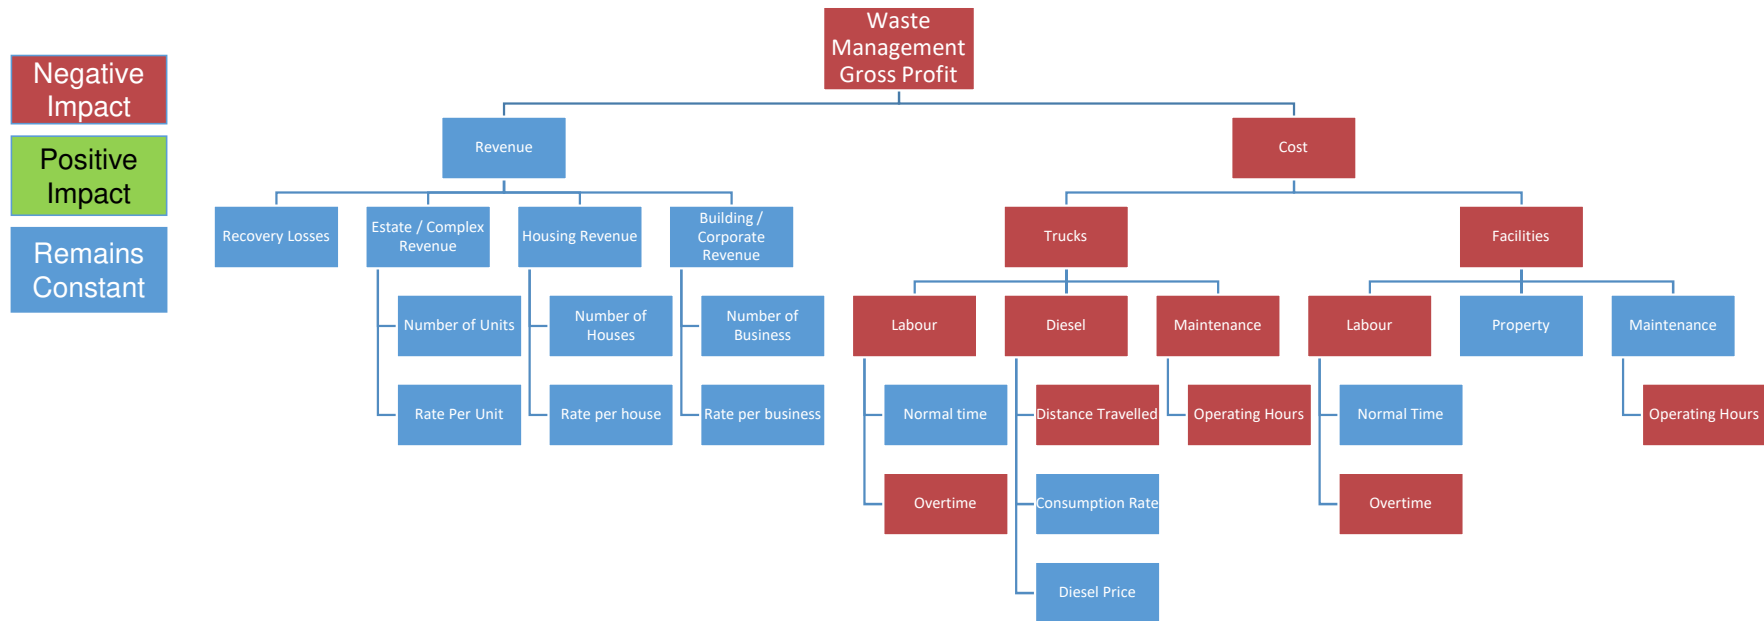 Waste
Management
Gross Profit
Negative
Impact
Positive
Impact
Remains
Constant
Revenue
Cost
Recovery Losses
Estate / Complex
Revenue
Housing Revenue
Building /
Corporate
Revenue
Trucks
Facilities
Number of Units
Number of
Houses
Number of
Business
Labour
Diesel
Maintenance
Labour
Property
Maintenance
Rate Per Unit
Rate per house
Rate per business
Normal time
Distance Travelled
Operating Hours
Normal Time
Operating Hours
Overtime
Consumption Rate
Overtime
Diesel Price